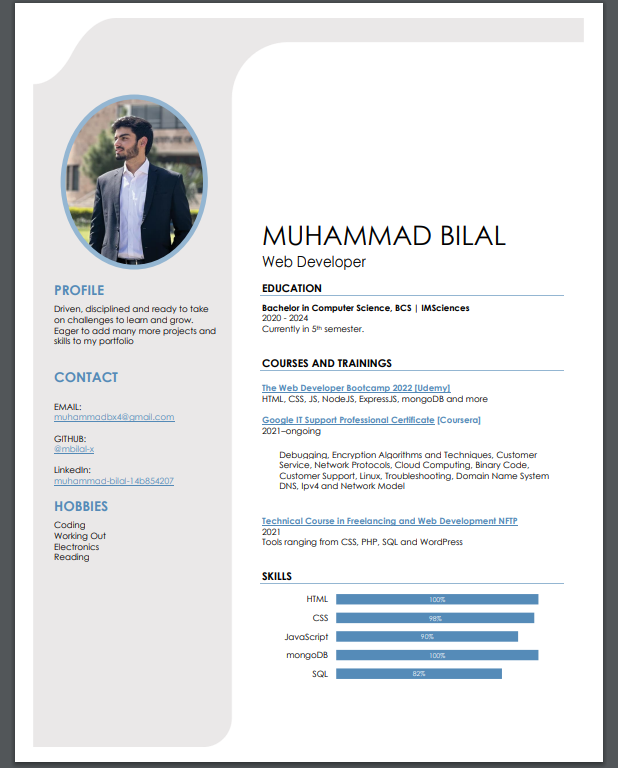 PROFILE
Driven, disciplined and ready to take
on challenges to learn and grow.
Eager to add many more projects and
skills to my portfolio
CONTACT
EMAIL:
muhammadbx4@gmail.com
GITHUB:
@mbilal-x
LinkedIn:
muhammad-bilal-14b854207
HOBBIES
Coding
Working Out
Electronics
Reading
MUHAMMAD BILAL
Web Developer
EDUCATION
Bachelor in Computer Science, BCS | IMSciences
2020 - 2024
Currently in 5th semester.
COURSES AND TRAININGS
The Web Developer Bootcamp 2022 [Udemy]
HTML, CSS, JS, NodeJS, ExpressJS, mongoDB and more
Google IT Support Professional Certificate [Coursera]
2021–ongoing
Debugging, Encryption Algorithms and Techniques, Customer
Service, Network Protocols, Cloud Computing, Binary Code,
Customer Support, Linux, Troubleshooting, Domain Name System
DNS, Ipv4 and Network Model
Technical Course in Freelancing and Web Development NFTP
2021
Tools ranging from CSS, PHP, SQL and WordPress
SKILLS
HTML 100%
CSS 98%
JavaScript 90%
mongoDB 100%
SQL 82%